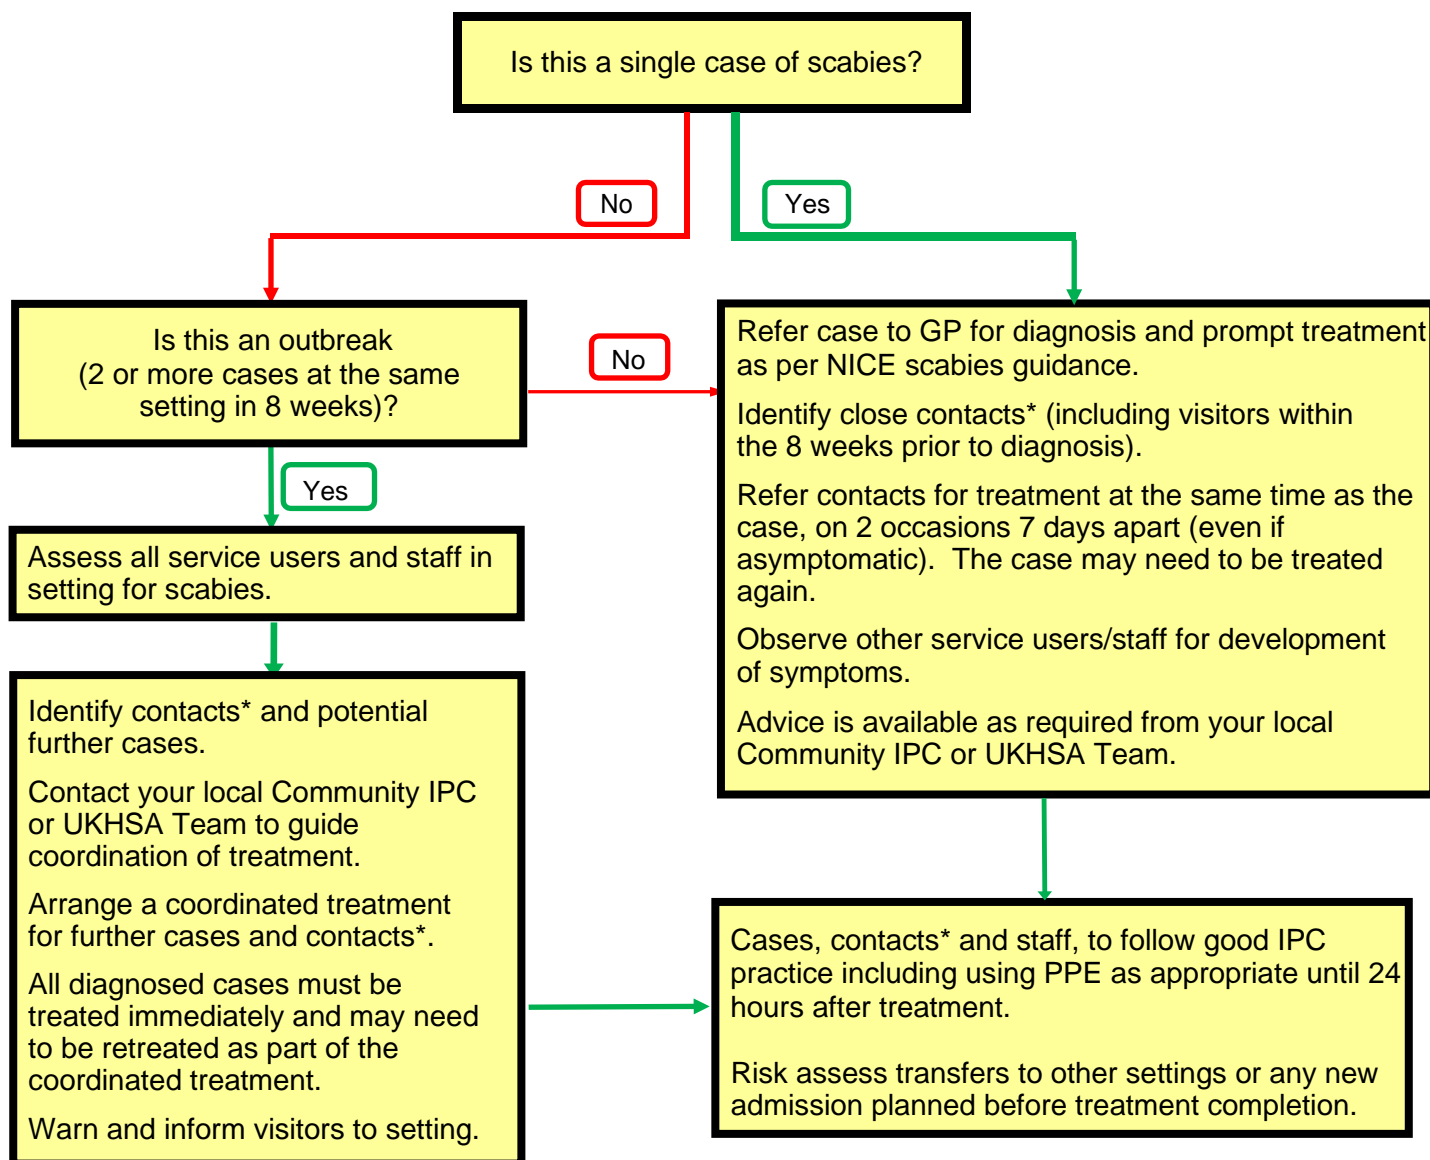 Is this a single case of scabies?
No
Yes
Is this an outbreak
(2 or more cases at the same
setting in 8 weeks)?
No
Yes
Assess all service users and staff in
setting for scabies.
Identify contacts* and potential
further cases.
Contact your local Community IPC
or UKHSA Team to guide
coordination of treatment.
Arrange a coordinated treatment
for further cases and contacts*.
All diagnosed cases must be
treated immediately and may need
to be retreated as part of the
coordinated treatment.
Warn and inform visitors to setting.
Refer case to GP for diagnosis and prompt treatment
as per NICE scabies guidance.
Identify close contacts* (including visitors within
the 8 weeks prior to diagnosis).
Refer contacts for treatment at the same time as the
case, on 2 occasions 7 days apart (even if
asymptomatic).  The case may need to be treated
again.
Observe other service users/staff for development
of symptoms.
Advice is available as required from your local
Community IPC or UKHSA Team.
Cases, contacts* and staff, to follow good IPC
practice including using PPE as appropriate until 24
hours after treatment.
Risk assess transfers to other settings or any new
admission planned before treatment completion.